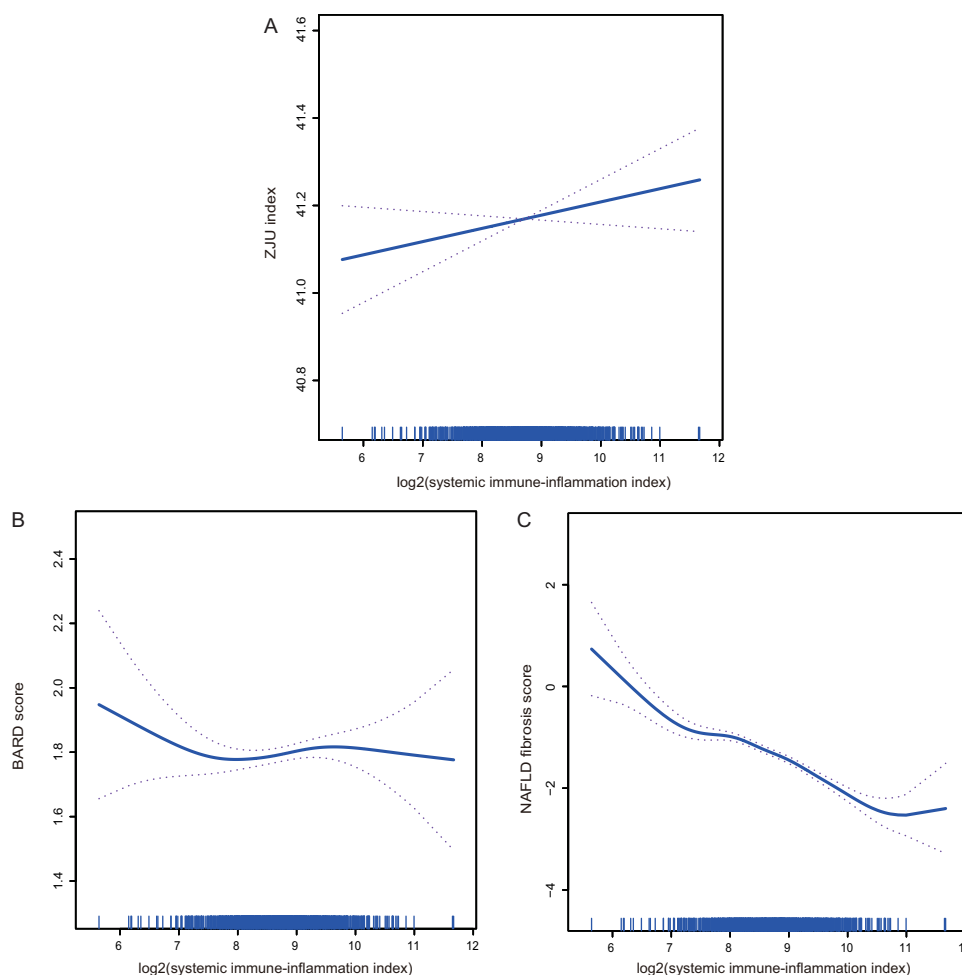 A
41.6
41.4
41.2
41.0
40.8
ZJU index
6 7 8 9 10 11 12
log2(systemic immune-inflammation index)
B
2.4
2.2
2.0
1.8
1.6
1.4
BARD score
6 7 8 9 10 11 12
log2(systemic immune-inflammation index)
C
2
0
−2
−4
NAFLD fibrosis score
6 7 8 9 10 11 1
log2(systemic immune-inflammation index)